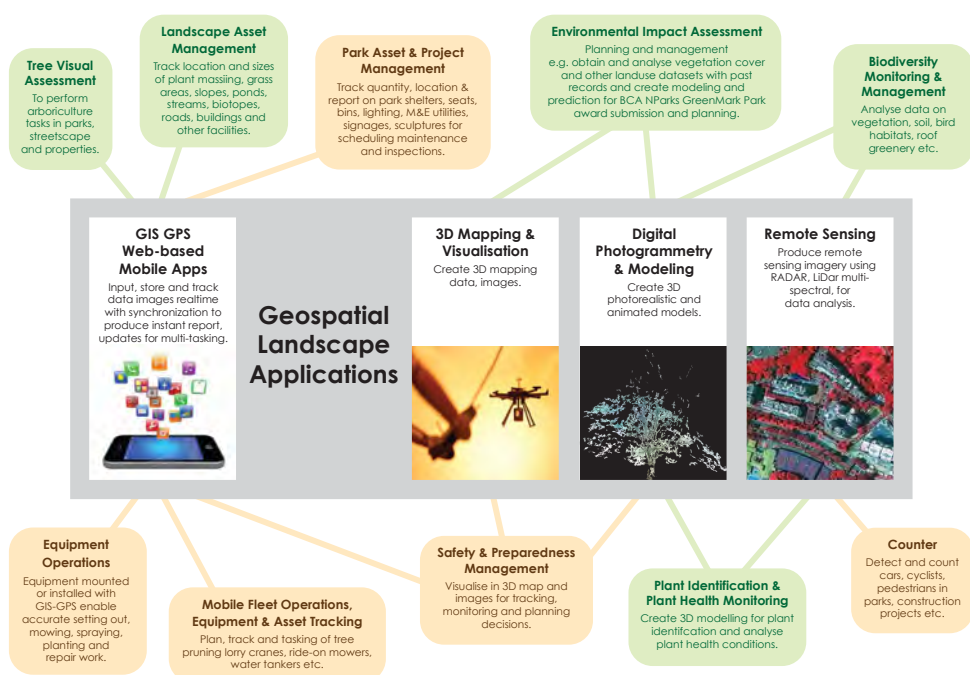 Tree Visual
Assessment
To perform
arboriculture
tasks in parks,
streetscape
and properties.
Landscape Asset
Management
Track location and sizes
of plant massiing, grass
areas, slopes, ponds,
streams, biotopes,
roads, buildings and
other facilities.
Park Asset & Project
Management
Track quantity, location &
report on park shelters, seats,
bins, lighting, M&E utilities,
signages, sculptures for
scheduling maintenance
and inspections.
Environmental Impact Assessment
Planning and management
e.g. obtain and analyse vegetation cover
and other landuse datasets with past
records and create modeling and
prediction for BCA NParks GreenMark Park
award submission and planning.
Biodiversity
Monitoring &
Management
Analyse data on
vegetation, soil, bird
habitats, roof
greenery etc.
GIS GPS
Web-based
Mobile Apps
Input, store and track
data images realtime
with synchronization to
produce instant report,
updates for multi-tasking.
Geospatial
Landscape
Applications
3D Mapping &
Visualisation
Create 3D mapping
data, images.
Digital
Photogrammetry
& Modeling
Create 3D
photorealistic and
animated models.
Remote Sensing
Produce remote
sensing imagery using
RADAR, LiDar multi-
spectral, for
data analysis.
Equipment
Operations
Equipment mounted
or installed with
GIS-GPS enable
accurate setting out,
mowing, spraying,
planting and
repair work.
Mobile Fleet Operations,
Equipment & Asset Tracking
Plan, track and tasking of tree
pruning lorry cranes, ride-on mowers,
water tankers etc.
Safety & Preparedness
Management
Visualise in 3D map and
images for tracking,
monitoring and planning
decisions.
Plant Identification &
Plant Health Monitoring
Create 3D modelling for plant
identifcation and analyse
plant health conditions.
Counter
Detect and count
cars, cyclists,
pedestrians in
parks, construction
projects etc.